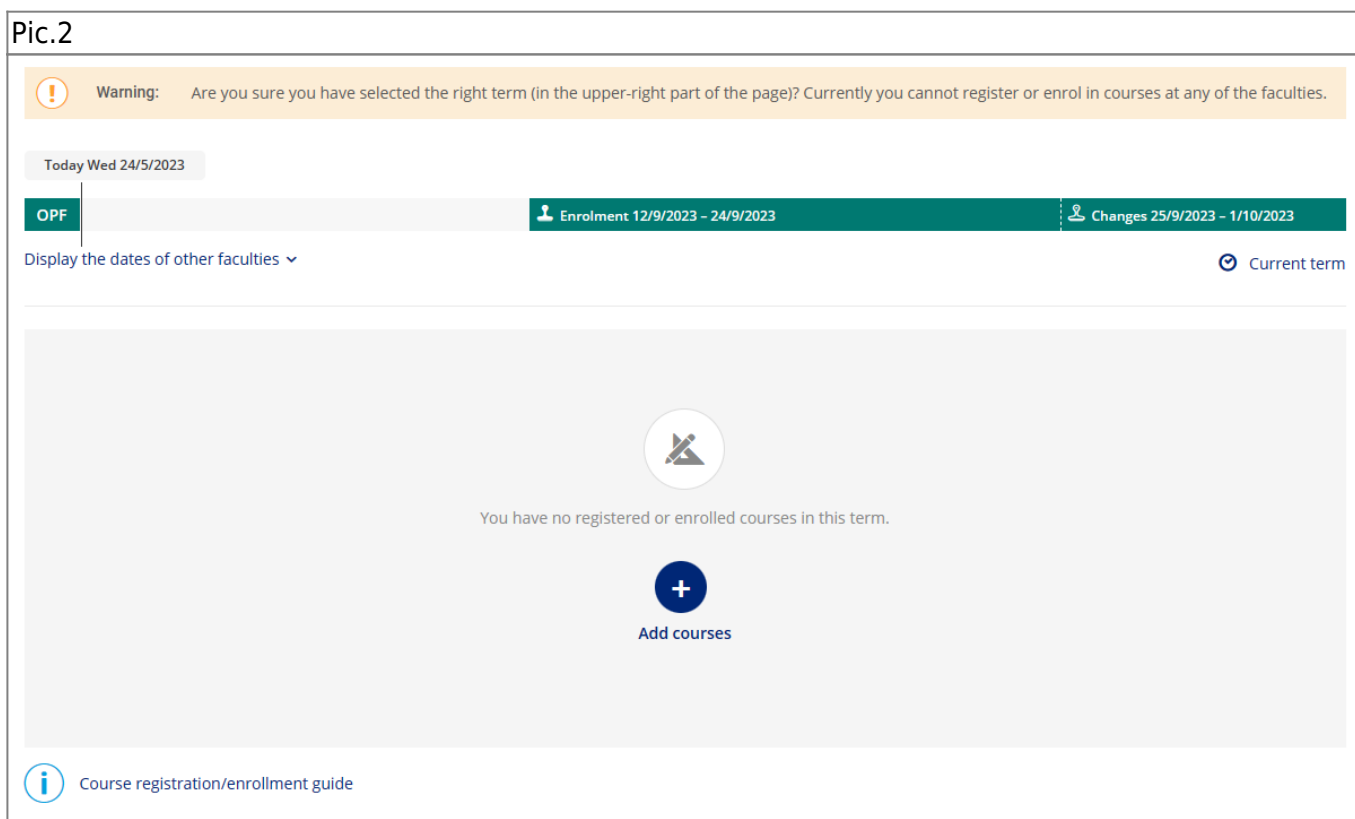 Pic.2
Warning: Are you sure you have selected the right term (in the upper-right part of the page)? Currently you cannot register or enrol in courses at any of the faculties.
Today Wed 24/5/2023
OPF Enrolment 12/9/2023 – 24/9/2023 Changes 25/9/2023 – 1/10/2023
Display the dates of other faculties Current term
You have no registered or enrolled courses in this term.
Add courses
Course registration/enrollment guide